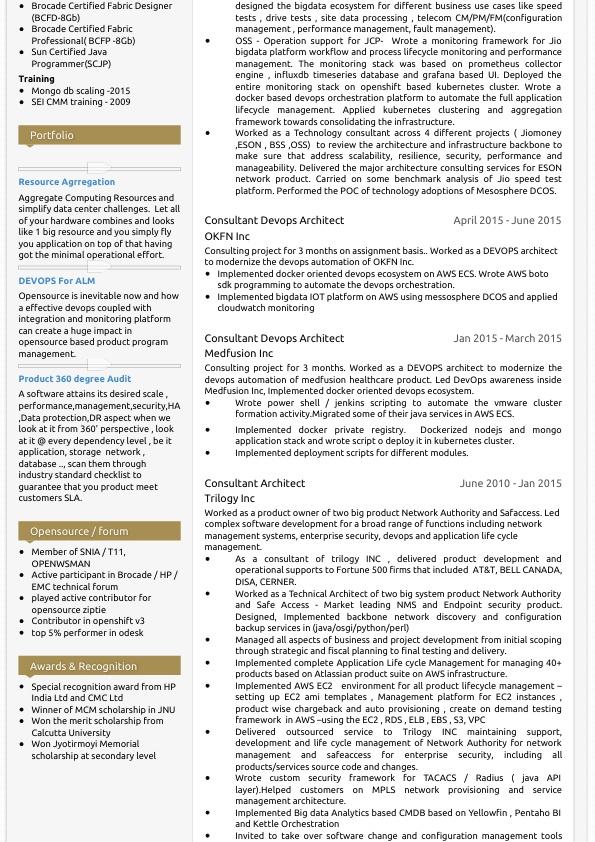 Brocade Certified Fabric Designer
(BCFD-8Gb)
Brocade Certified Fabric
Professional( BCFP -8Gb)
Sun Certified Java
Programmer(SCJP)
Training
Mongo db scaling -2015
SEI CMM training - 2009
Portfolio
Resource Agrregation
Aggregate Computing Resources and
simplify data center challenges. Let all
of your hardware combines and looks
like 1 big resource and you simply fly
you application on top of that having
got the minimal operational effort.
DEVOPS For ALM
Opensource is inevitable now and how
a effective devops coupled with
integration and monitoring platform
can create a huge impact in
opensource based product program
management.
Product 360 degree Audit
A software attains its desired scale ,
performance,management,security,HA
,Data protection,DR aspect when we
look at it from 360' perspective , look
at it @ every dependency level , be it
application, storage network ,
database .., scan them through
industry standard checklist to
guarantee that you product meet
customers SLA.
Opensource / forum
Member of SNIA / T11,
OPENWSMAN
Active participant in Brocade / HP /
EMC technical forum
played active contributor for
opensource ziptie
Contributor in openshift v3
top 5% performer in odesk
Awards & Recognition
Special recognition award from HP
India Ltd and CMC Ltd
Winner of MCM scholarship in JNU
Won the merit scholarship from
Calcutta University
Won Jyotirmoyi Memorial
scholarship at secondary level
designed the bigdata ecosystem for different business use cases like speed
tests , drive tests , site data processing , telecom CM/PM/FM(configuration
management , performance management, fault management).
OSS - Operation support for JCP- Wrote a monitoring framework for Jio
bigdata platform workflow and process lifecycle monitoring and performance
management. The monitoring stack was based on prometheus collector
engine , influxdb timeseries database and grafana based UI. Deployed the
entire monitoring stack on openshift based kubernetes cluster. Wrote a
docker based devops orchestration platform to automate the full application
lifecycle management. Applied kubernetes clustering and aggregation
framework towards consolidating the infrastructure.
Worked as a Technology consultant across 4 different projects ( Jiomoney
,ESON , BSS ,OSS) to review the architecture and infrastructure backbone to
make sure that address scalability, resilience, security, performance and
manageability. Delivered the major architecture consulting services for ESON
network product. Carried on some benchmark analysis of Jio speed test
platform. Performed the POC of technology adoptions of Mesosphere DCOS.
Consultant Devops Architect April 2015 - June 2015
OKFN Inc
Consulting project for 3 months on assignment basis.. Worked as a DEVOPS architect
to modernize the devops automation of OKFN Inc.
Implemented docker oriented devops ecosystem on AWS ECS. Wrote AWS boto
sdk programming to automate the devops orchestration.
Implemented bigdata IOT platform on AWS using messosphere DCOS and applied
cloudwatch monitoring
Consultant Devops Architect Jan 2015 - March 2015
Medfusion Inc
Consulting project for 3 months. Worked as a DEVOPS architect to modernize the
devops automation of medfusion healthcare product. Led DevOps awareness inside
Medfusion Inc, Implemented docker oriented devops ecosystem.
Wrote power shell / jenkins scripting to automate the vmware cluster
formation activity.Migrated some of their java services in AWS ECS.
Implemented docker private registry. Dockerized nodejs and mongo
application stack and wrote script o deploy it in kubernetes cluster.
Implemented deployment scripts for different modules.
Consultant Architect June 2010 - Jan 2015
Trilogy Inc
Worked as a product owner of two big product Network Authority and Safaccess. Led
complex software development for a broad range of functions including network
management systems, enterprise security, devops and application life cycle
management.
As a consultant of trilogy INC , delivered product development and
operational supports to Fortune 500 firms that included AT&T, BELL CANADA,
DISA, CERNER.
Worked as a Technical Architect of two big system product Network Authority
and Safe Access - Market leading NMS and Endpoint security product.
Designed, Implemented backbone network discovery and configuration
backup services in (java/osgi/python/perl)
Managed all aspects of business and project development from initial scoping
through strategic and fiscal planning to final testing and delivery.
Implemented complete Application Life cycle Management for managing 40+
products based on Atlassian product suite on AWS infrastructure.
Implemented AWS EC2 environment for all product lifecycle management –
setting up EC2 ami templates , Management platform for EC2 instances ,
product wise chargeback and auto provisioning , create on demand testing
framework in AWS –using the EC2 , RDS , ELB , EBS , S3, VPC
Delivered outsourced service to Trilogy INC maintaining support,
development and life cycle management of Network Authority for network
management and safeaccess for enterprise security, including all
products/services source code and changes.
Wrote custom security framework for TACACS / Radius ( java API
layer).Helped customers on MPLS network provisioning and service
management architecture.
Implemented Big data Analytics based CMDB based on Yellowfin , Pentaho BI
and Kettle Orchestration
Invited to take over software change and configuration management tools